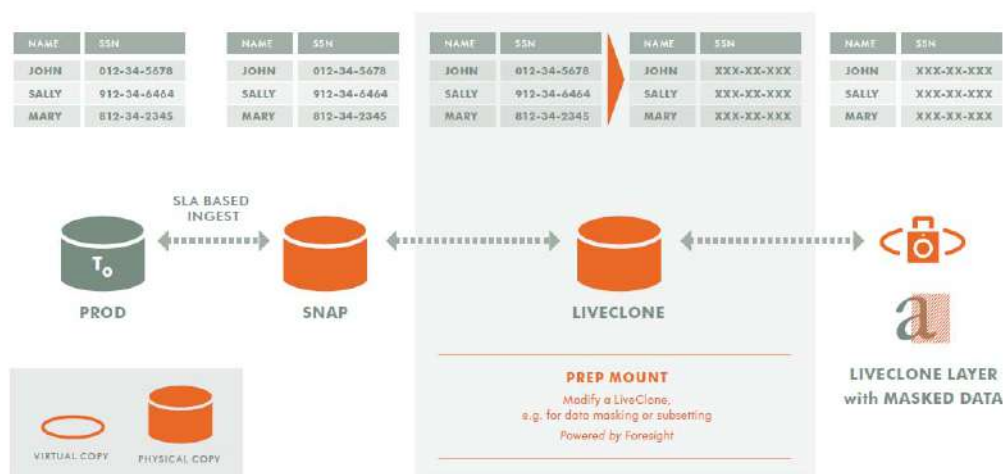 NAME SSN
JOHN 012-34-5678
SALLY 912-34-6464
MARY 812-34-2345
NAME SSN
JOHN 012-34-5678
SALLY 912-34-6464
MARY 812-34-2345
NAME SSN
JOHN 012-34-5678
SALLY 912-34-6464
MARY 812-34-2345
NAME SSN
JOHN XXX-XX-XXX
SALLY XXX-XX-XXX
MARY XXX-XX-XXX
NAME SSN
JOHN XXX-XX-XXX
SALLY XXX-XX-XXX
MARY XXX-XX-XXX
SLA BASED
INGEST
To
PROD
SNAP
LIVECLONE
a
LIVECLONE LAYER
with MASKED DATA
PREP MOUNT
Modify a LiveClone,
e.g. for data masking or subsetting
Powered by Foresight
VIRTUAL COPY
PHYSICAL COPY